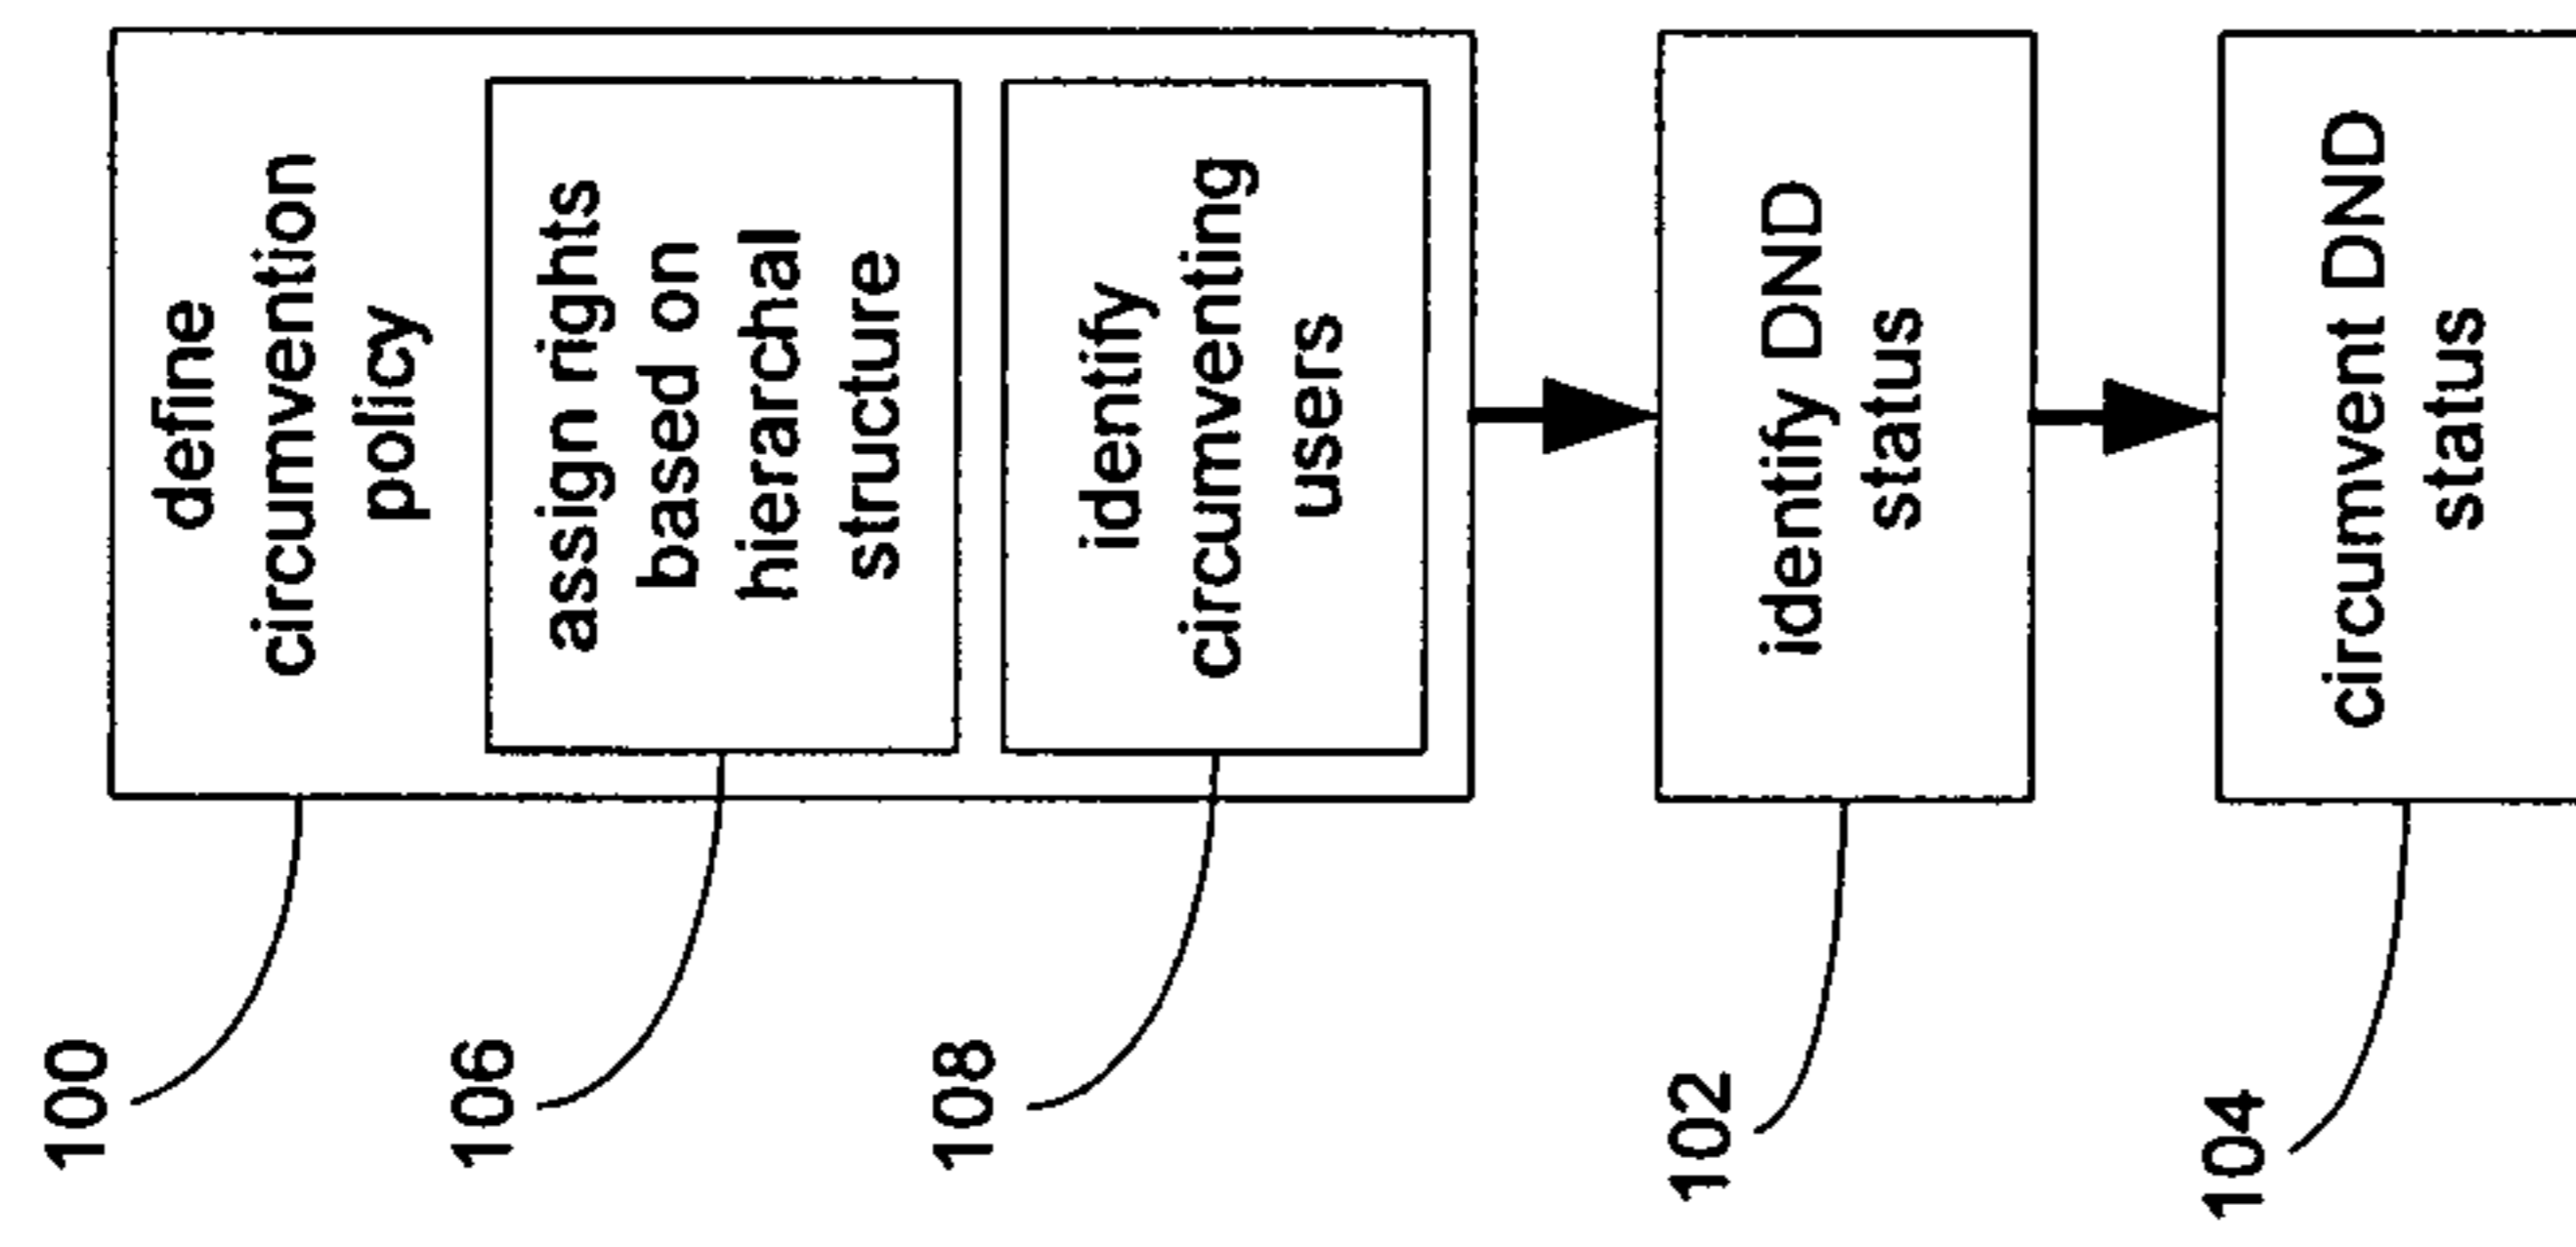 100
define
circumvention
policy
106
assign rights
based on
hierarchal
structure
108
identify
circumventing
users
102
identify DND
status
104
circumvent DND
status